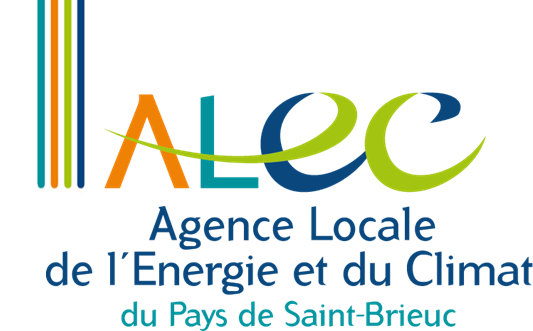 ALEC
Agence Locale
de l'Energie et du Climat
du Pays de Saint-Brieuc